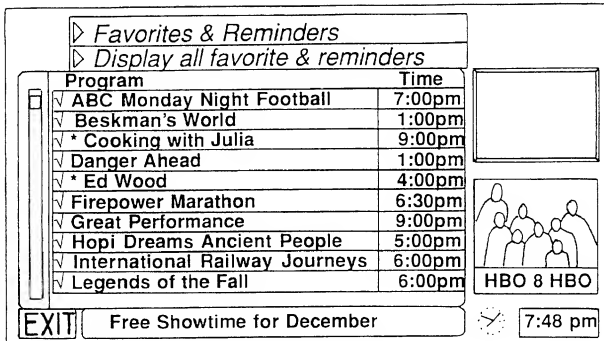 ▷ Favorites & Reminders
▷ Display all favorite & reminders
Program Time
√ ABC Monday Night Football 7:00pm
√ Beskman's World 1:00pm
√ * Cooking with Julia 9:00pm
√ Danger Ahead 1:00pm
√ * Ed Wood 4:00pm
√ Firepower Marathon 6:30pm
√ Great Performance 9:00pm
√ Hopi Dreams Ancient People 5:00pm
√ International Railway Journeys 6:00pm
√ Legends of the Fall 6:00pm
HBO 8 HBO
EXIT Free Showtime for December 7:48 pm